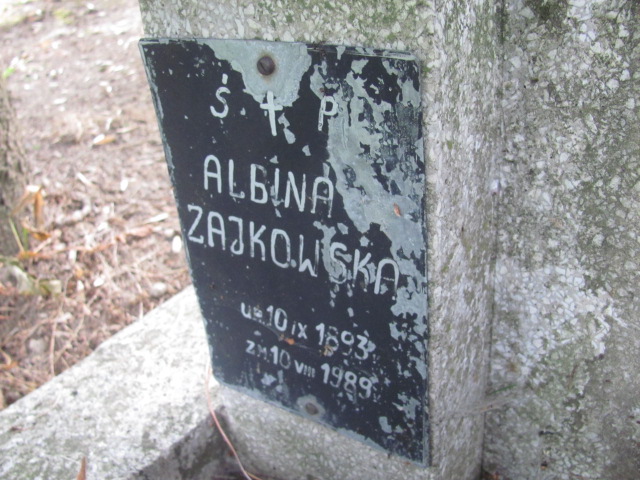 Ś † P
ALBINA
ZAJKOWSKA
ur 10 IX 1893
zm 10 VIII 1989